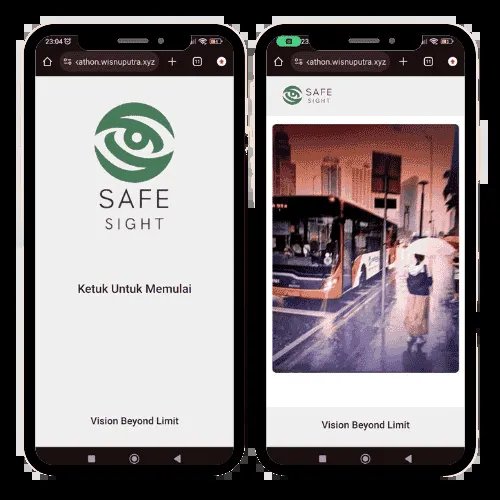 23:04
kathon.wisnuputra.xyz
11
SAFE
SIGHT
Ketuk Untuk Memulai
Vision Beyond Limit
23
kathon.wisnuputra.xyz
11
SAFE
SIGHT
Vision Beyond Limit